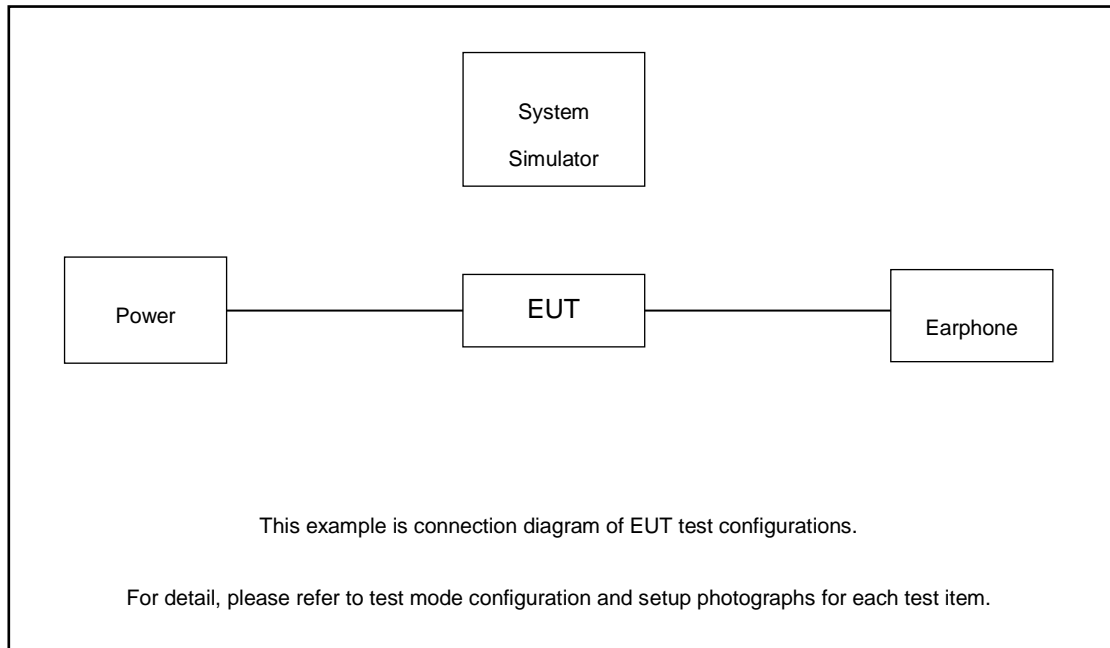 System
Simulator
Power
EUT
Earphone
This example is connection diagram of EUT test configurations.
For detail, please refer to test mode configuration and setup photographs for each test item.